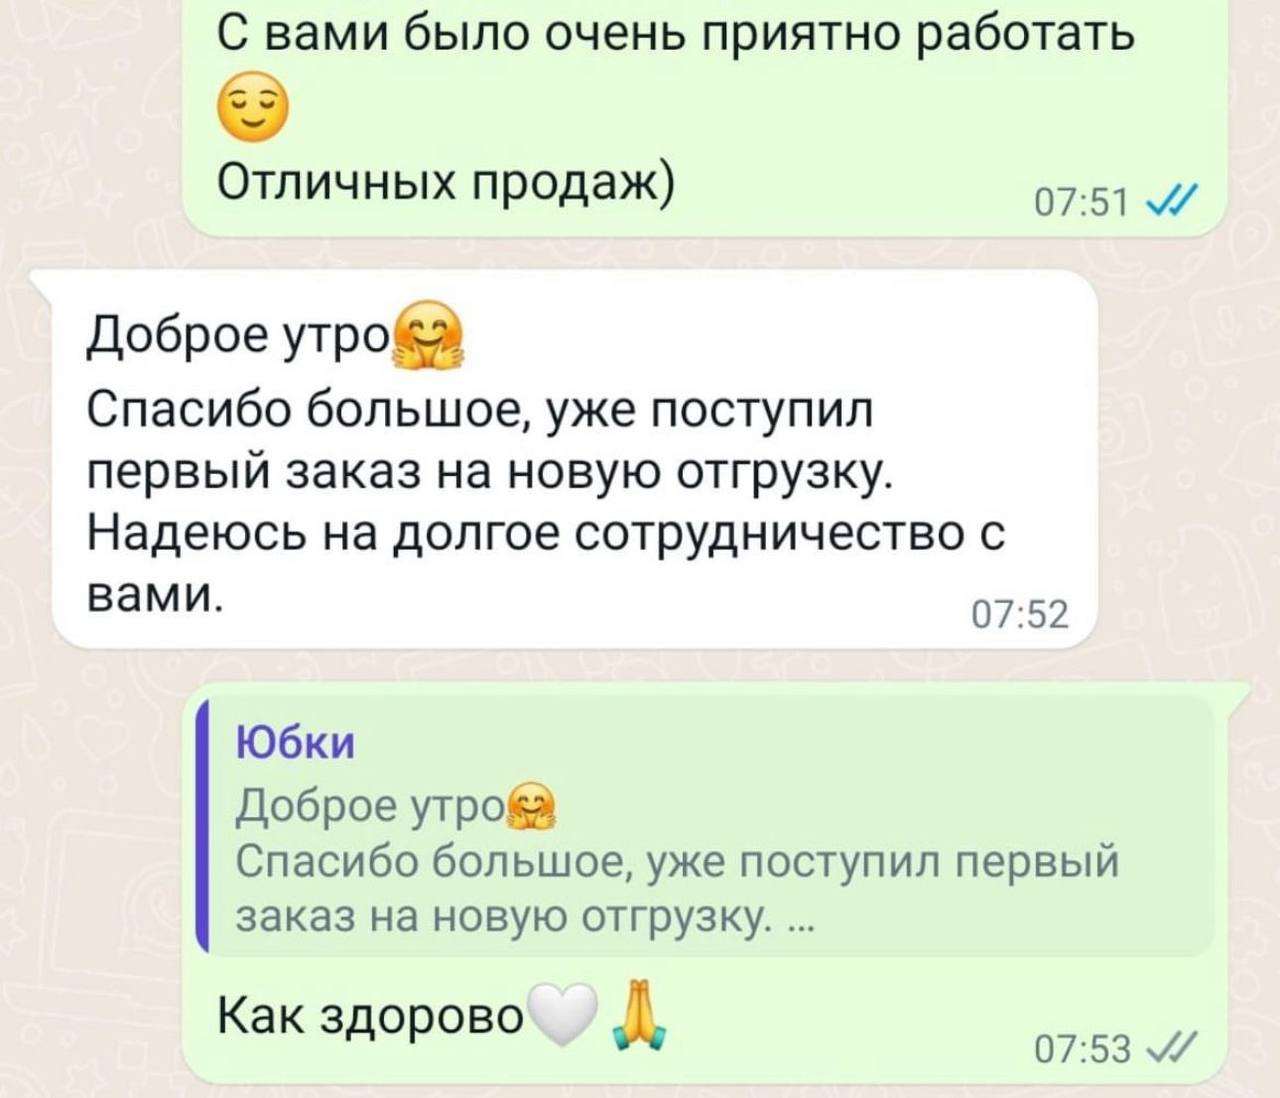 С вами было очень приятно работать
😌
Отличных продаж)
07:51
Доброе утро🤗
Спасибо большое, уже поступил
первый заказ на новую отгрузку.
Надеюсь на долгое сотрудничество с
вами.
07:52
Юбки
Доброе утро🤗
Спасибо большое, уже поступил первый
заказ на новую отгрузку. ...
Как здорово🤍🙏
07:53